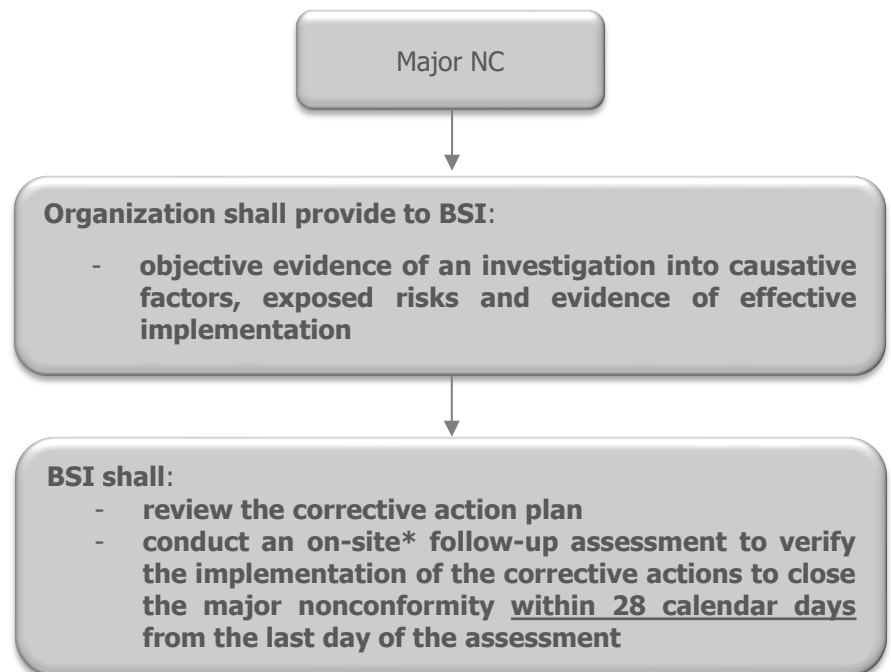 Major NC
Organization shall provide to BSI:
- objective evidence of an investigation into causative
factors, exposed risks and evidence of effective
implementation
BSI shall:
- review the corrective action plan
- conduct an on-site* follow-up assessment to verify
the implementation of the corrective actions to close
the major nonconformity within 28 calendar days
from the last day of the assessment